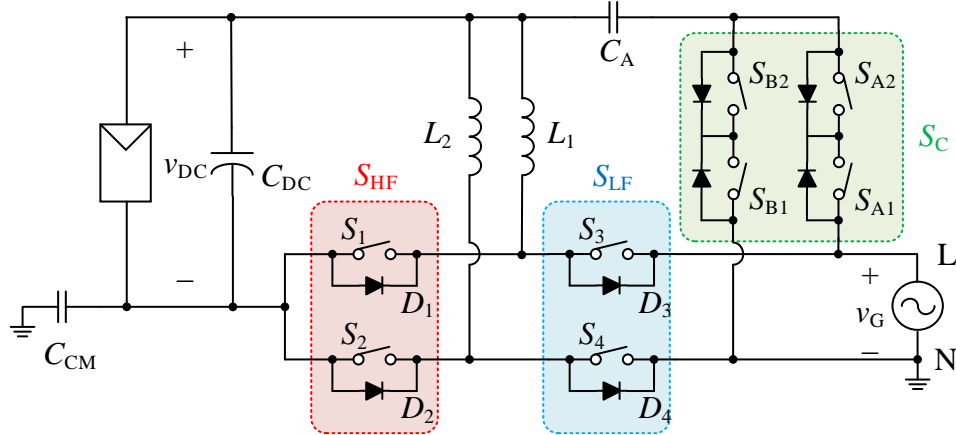 +
C_A
S_B2
S_A2
L_2
L_1
v_DC
C_DC
S_C
S_HF
S_LF
S_B1
S_A1
S_1
S_3
L
−
+
D_1
D_3
v_G
C_CM
S_2
S_4
−
N
D_2
D_4